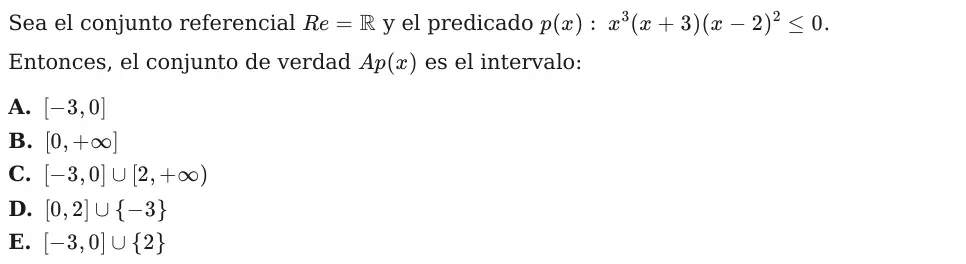 Sea el conjunto referencial Re = ℝ y el predicado p(x) : x³(x + 3)(x − 2)² ≤ 0.
Entonces, el conjunto de verdad Ap(x) es el intervalo:
A. [−3, 0]
B. [0, +∞]
C. [−3, 0] ∪ [2, +∞)
D. [0, 2] ∪ {−3}
E. [−3, 0] ∪ {2}